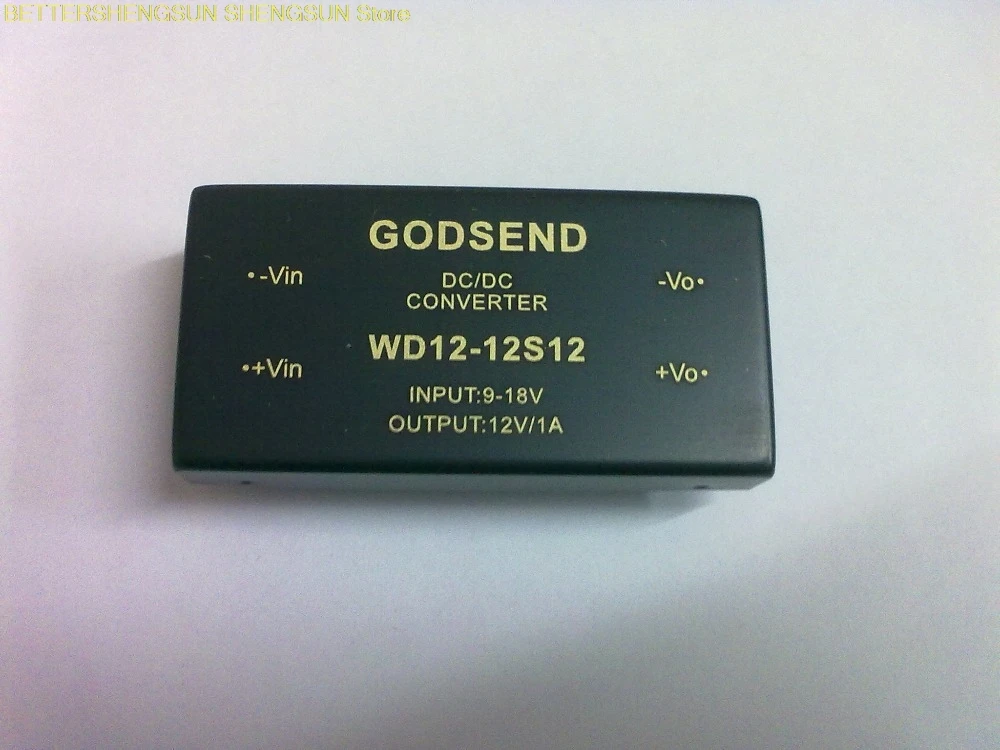 BETTERSHENGSUN SHENGSUN Store
GODSEND
•-Vin
DC/DC
CONVERTER
-Vo•
WD12-12S12
•+Vin
+Vo•
INPUT:9-18V
OUTPUT:12V/1A